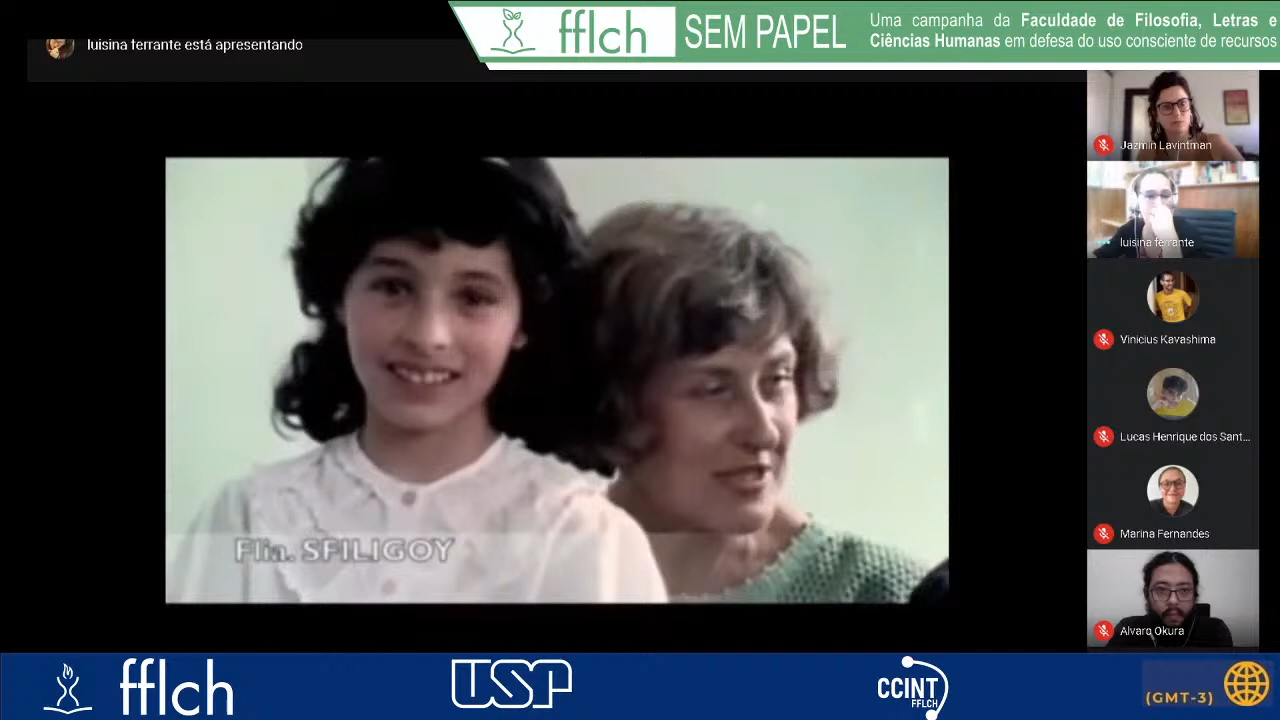 luisina ferrante está apresentando
fflch
SEM PAPEL
Uma campanha da Faculdade de Filosofia, Letras e
Ciências Humanas em defesa do uso consciente de recursos
Jazmin Lavintman
luisina ferrante
Vinicius Kavashima
Lucas Henrique dos Sant...
Marina Fernandes
Alvaro Okura
Flia. SFILIGOY
fflch
USP
CCINT
FFLCH
(GMT-3)